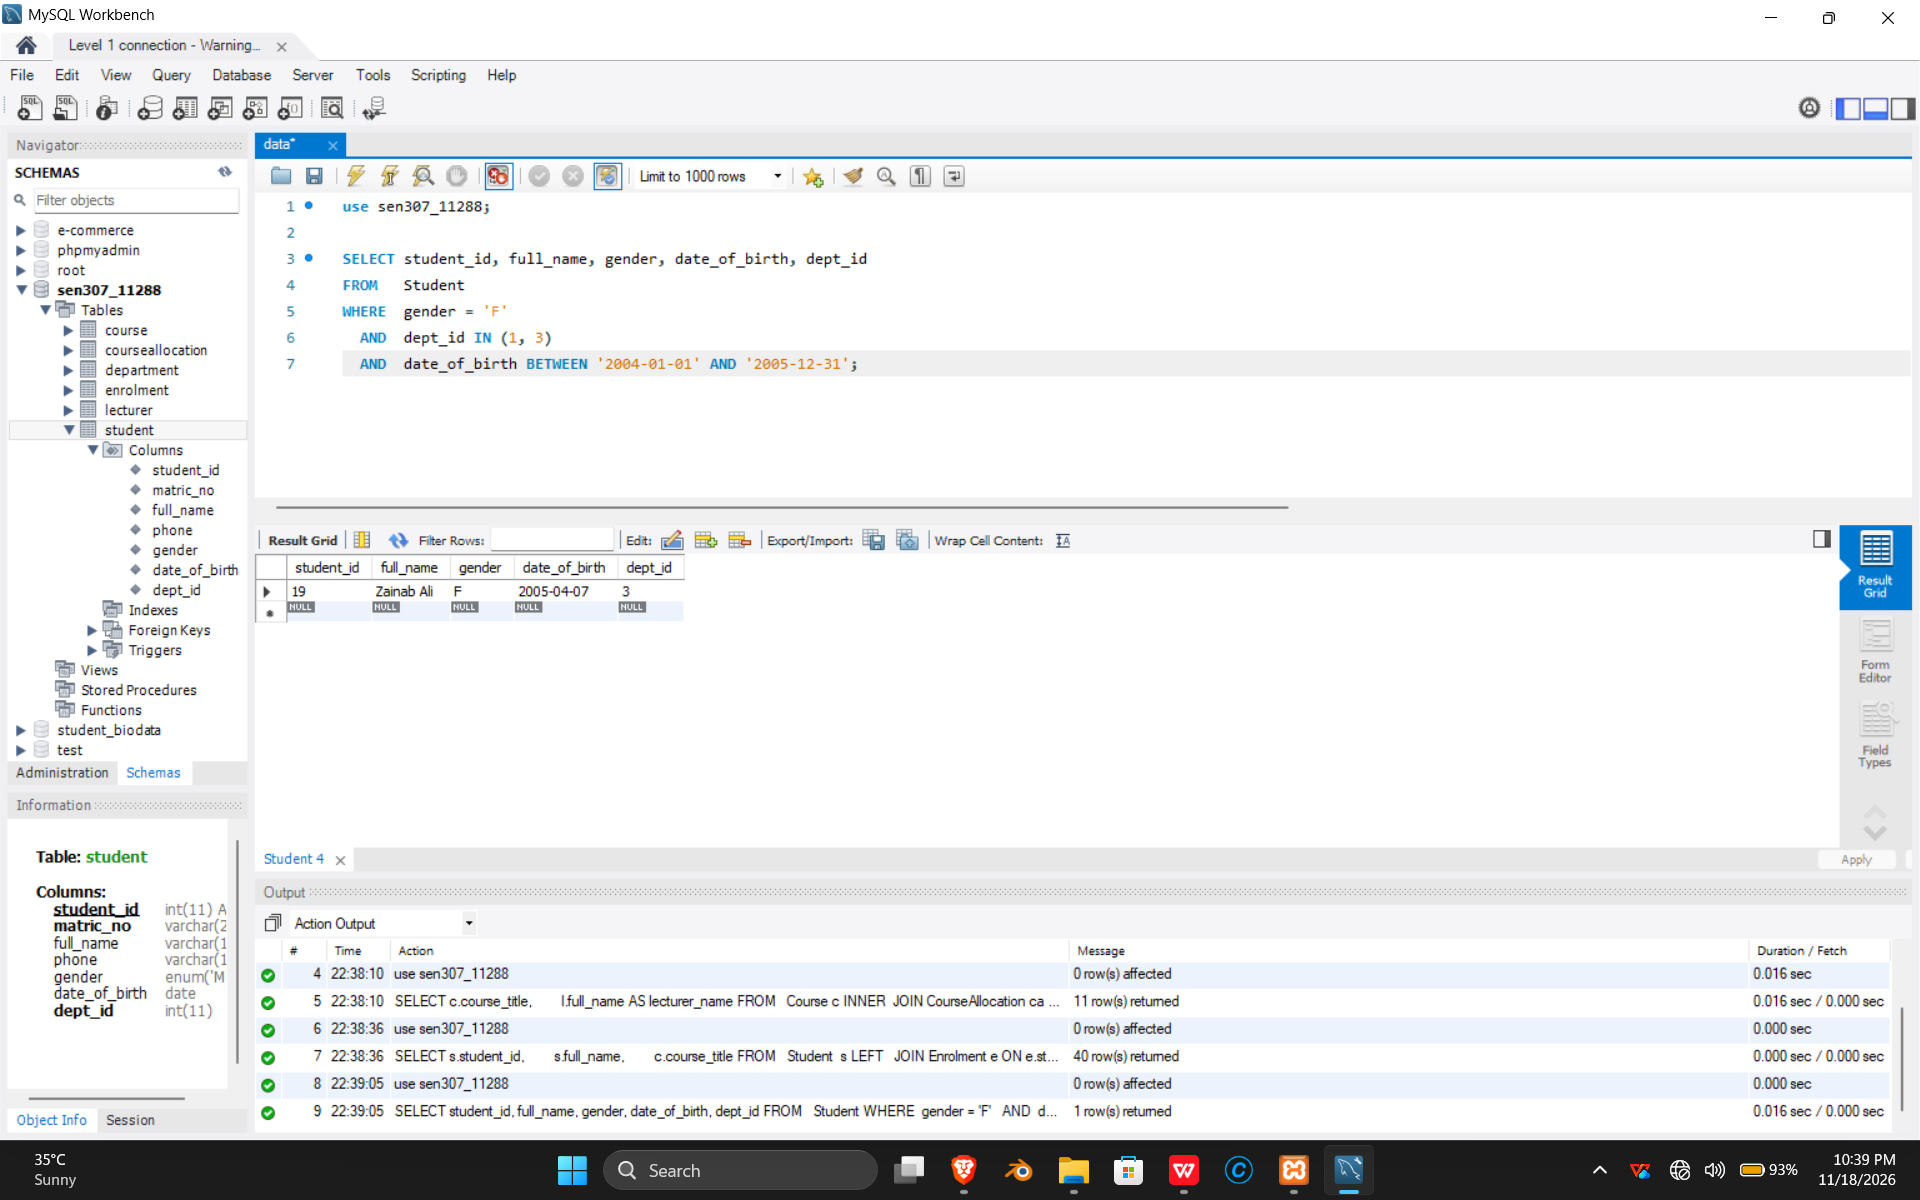 MySQL Workbench
Level 1 connection - Warning...
File Edit View Query Database Server Tools Scripting Help
Navigator
SCHEMAS
Filter objects
e-commerce
phpmyadmin
root
sen307_11288
Tables
course
courseallocation
department
enrolment
lecturer
student
Columns
student_id
matric_no
full_name
phone
gender
date_of_birth
dept_id
Indexes
Foreign Keys
Triggers
Views
Stored Procedures
Functions
student_biodata
test
Administration Schemas
Information
Table: student
Columns:
student_id int(11) A
matric_no varchar(2
full_name varchar(1
phone varchar(1
gender enum('M
date_of_birth date
dept_id int(11)
Object Info Session
data*
Limit to 1000 rows
1 use sen307_11288;
2
3 SELECT student_id, full_name, gender, date_of_birth, dept_id
4 FROM Student
5 WHERE gender = 'F'
6 AND dept_id IN (1, 3)
7 AND date_of_birth BETWEEN '2004-01-01' AND '2005-12-31';
Result Grid Filter Rows: Edit: Export/Import: Wrap Cell Content:
student_id full_name gender date_of_birth dept_id
19 Zainab Ali F 2005-04-07 3
NULL NULL NULL NULL NULL
Result
Grid
Form
Editor
Field
Types
Student 4
Apply
Output
Action Output
# Time Action Message Duration / Fetch
4 22:38:10 use sen307_11288 0 row(s) affected 0.016 sec
5 22:38:10 SELECT c.course_title, l.full_name AS lecturer_name FROM Course c INNER JOIN CourseAllocation ca ... 11 row(s) returned 0.016 sec / 0.000 sec
6 22:38:36 use sen307_11288 0 row(s) affected 0.000 sec
7 22:38:36 SELECT s.student_id, s.full_name, c.course_title FROM Student s LEFT JOIN Enrolment e ON e.st... 40 row(s) returned 0.000 sec / 0.000 sec
8 22:39:05 use sen307_11288 0 row(s) affected 0.000 sec
9 22:39:05 SELECT student_id, full_name, gender, date_of_birth, dept_id FROM Student WHERE gender = 'F' AND d... 1 row(s) returned 0.016 sec / 0.000 sec
35°C
Sunny
Search
93%
10:39 PM
11/18/2026